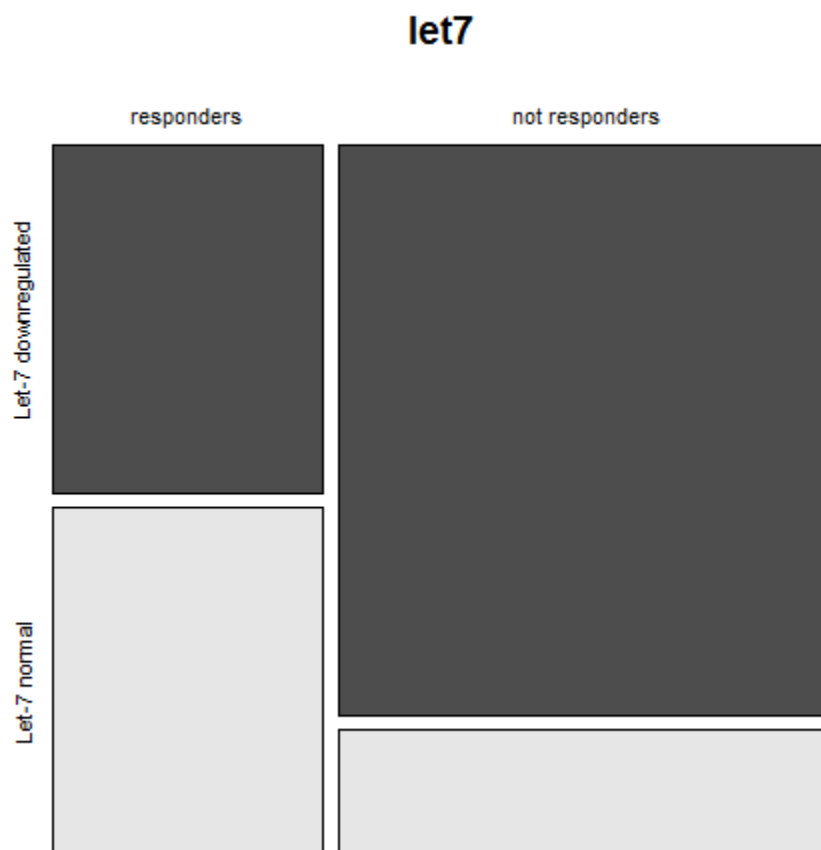 let7
responders
not responders
Let-7 downregulated
Let-7 normal